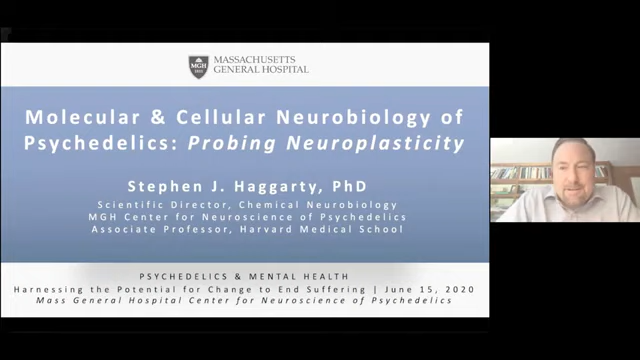 MASSACHUSETTS
GENERAL HOSPITAL
MGH
1811
Molecular & Cellular Neurobiology of
Psychedelics: Probing Neuroplasticity
Stephen J. Haggarty, PhD
Scientific Director, Chemical Neurobiology
MGH Center for Neuroscience of Psychedelics
Associate Professor, Harvard Medical School
PSYCHEDELICS & MENTAL HEALTH
Harnessing the Potential for Change to End Suffering | June 15, 2020
Mass General Hospital Center for Neuroscience of Psychedelics